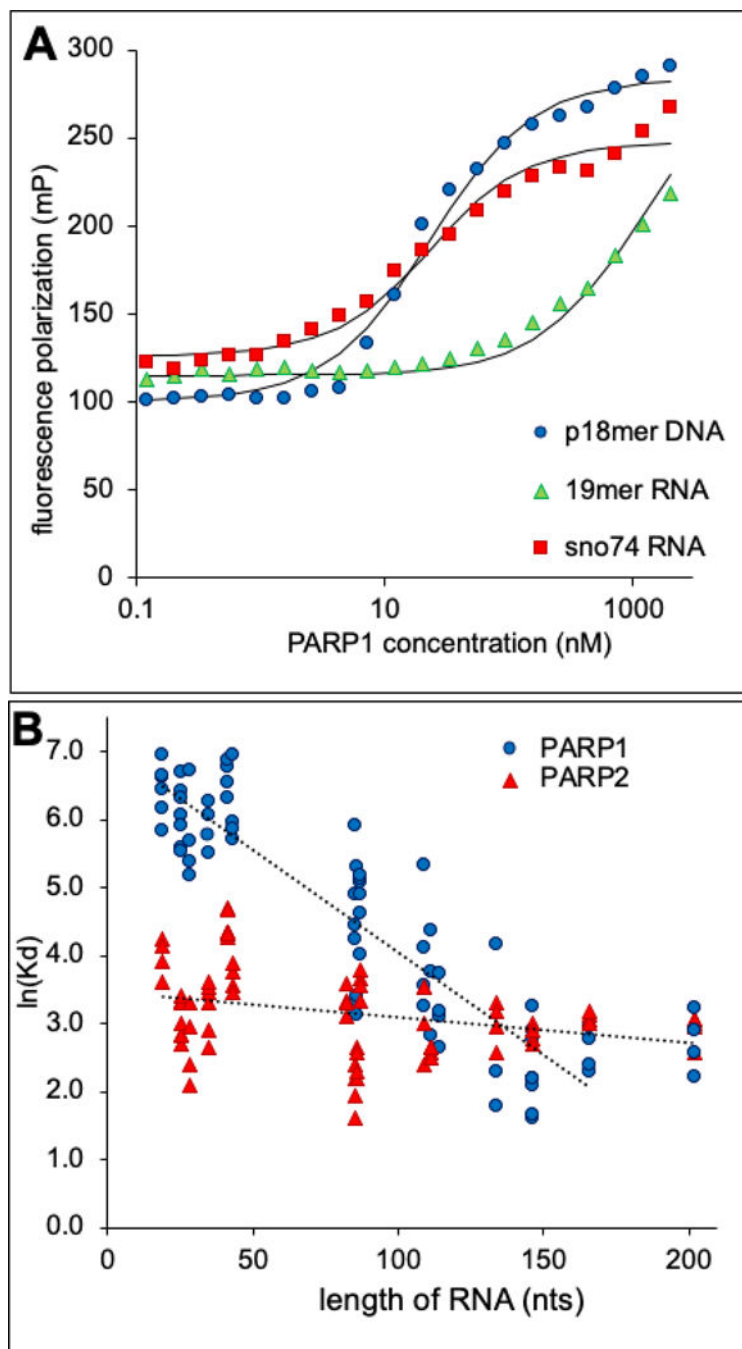 A
300
250
200
150
100
50
0
fluorescence polarization (mP)
p18mer DNA
19mer RNA
sno74 RNA
0.1
10
1000
PARP1 concentration (nM)
B
7.0
6.0
5.0
4.0
3.0
2.0
1.0
0.0
ln(Kd)
PARP1
PARP2
0
50
100
150
200
length of RNA (nts)